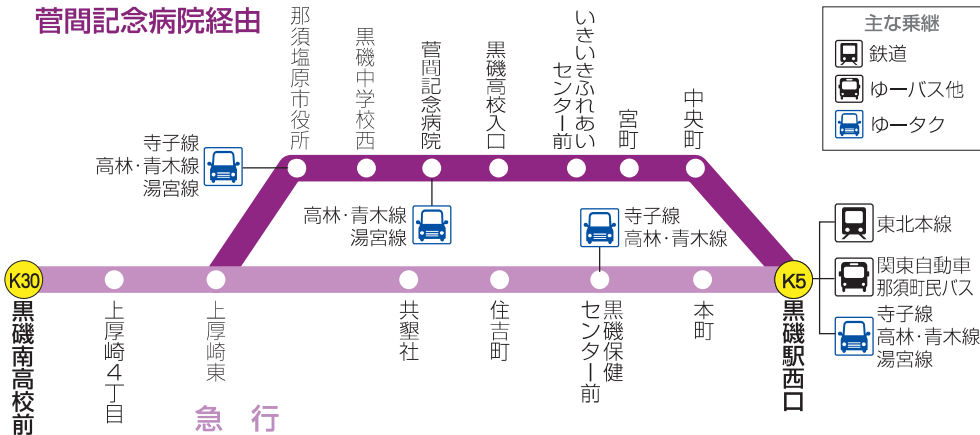 菅間記念病院経由
那須塩原市役所
黒磯中学校西
菅間記念病院
黒磯高校入口
いきいきふれあい
センター前
宮町
中央町
主な乗継
鉄道
ゆーバス他
ゆータク
寺子線
高林・青木線
湯宮線
高林・青木線
湯宮線
寺子線
高林・青木線
K30
黒磯南高校前
上厚崎4丁目
上厚崎東
共墾社
住吉町
黒磯保健
センター前
本町
K5
黒磯駅西口
東北本線
関東自動車
那須町民バス
寺子線
高林・青木線
湯宮線
急 行